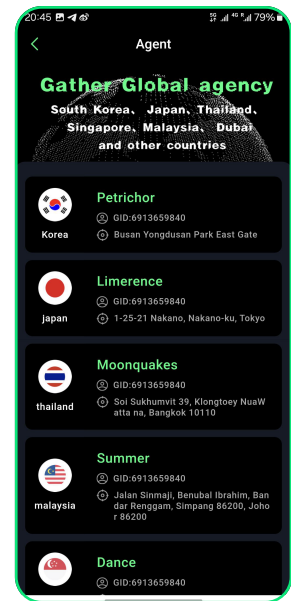 20:45
79%
Agent
Gather Global agency
South Korea、 Japan、Thailand、
Singapore、Malaysia、 Dubai
and other countries
Petrichor
GID:6913659840
Korea
Busan Yongdusan Park East Gate
Limerence
GID:6913659840
japan
1-25-21 Nakano, Nakano-ku, Tokyo
Moonquakes
GID:6913659840
thailand
Soi Sukhumvit 39, Klongtoey NuaW
atta na, Bangkok 10110
Summer
GID:6913659840
malaysia
Jalan Sinmaji, Benubal Ibrahim, Ban
dar Renggam, Simpang 86200, Joho
r 86200
Dance
GID:6913659840